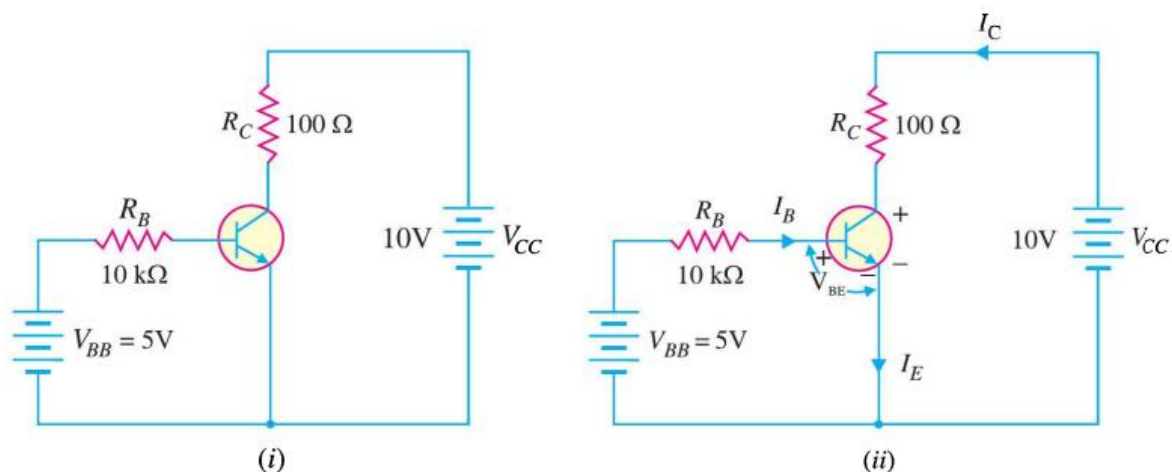 R_C 100 Ω
R_B
10 kΩ
10V V_CC
V_BB = 5V
(i)
I_C
R_C 100 Ω
R_B I_B
10 kΩ
+
+
−
−
V_BE
10V V_CC
V_BB = 5V
I_E
(ii)